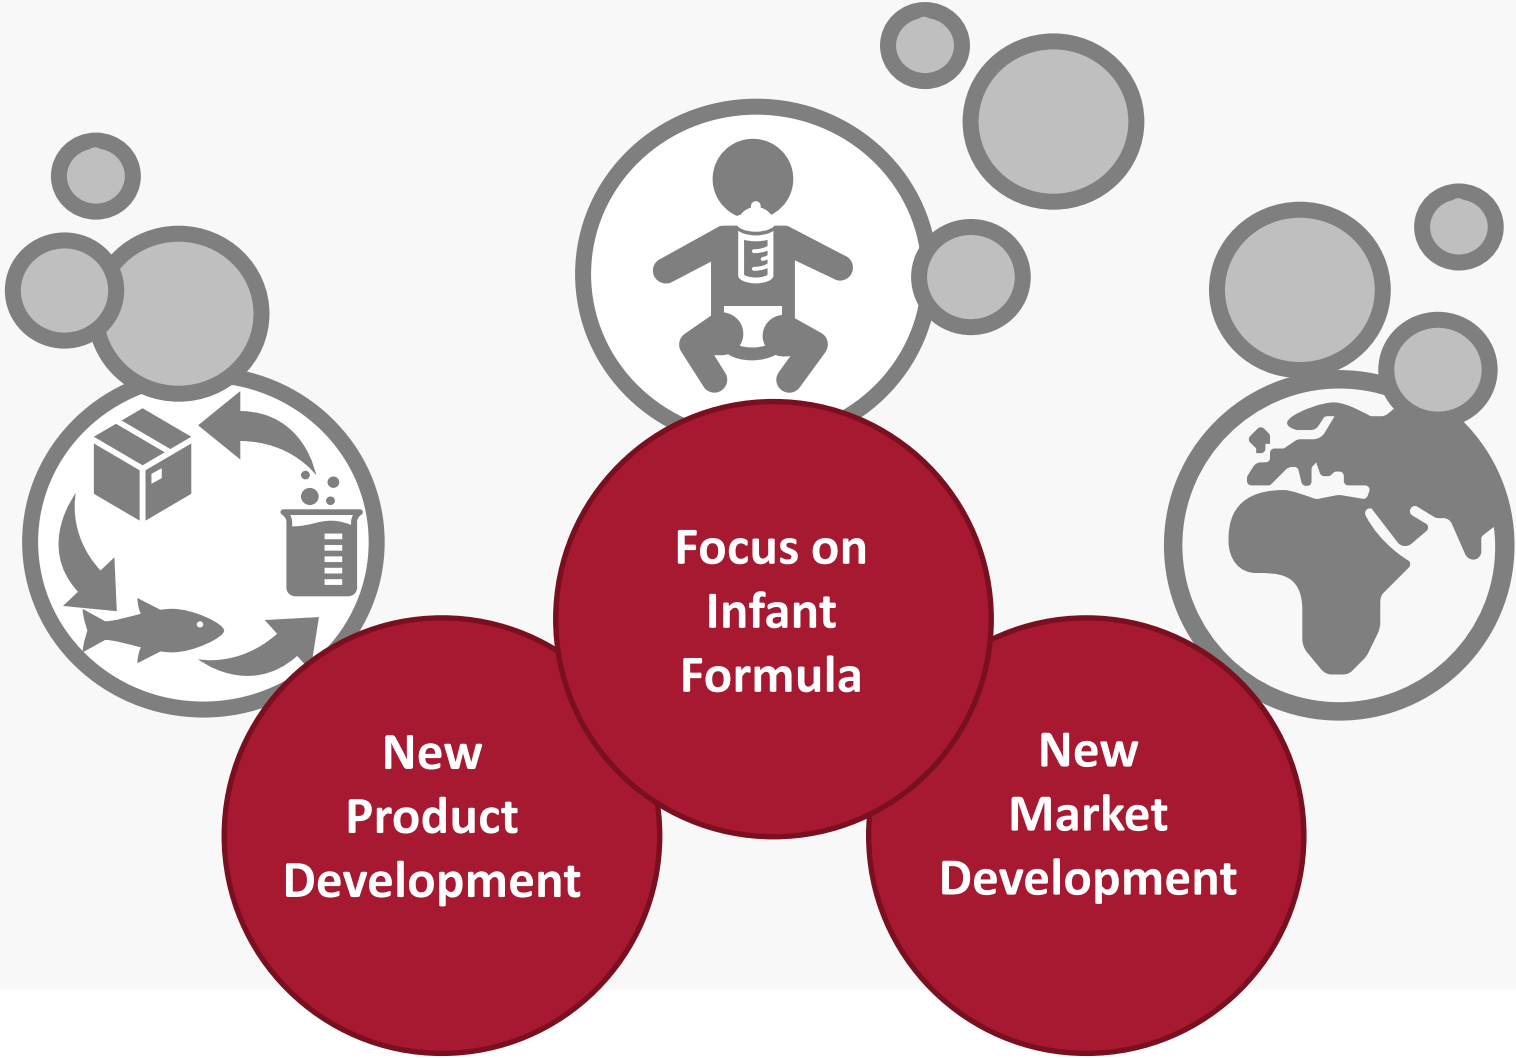 Focus on
Infant
Formula
New
Product
Development
New
Market
Development